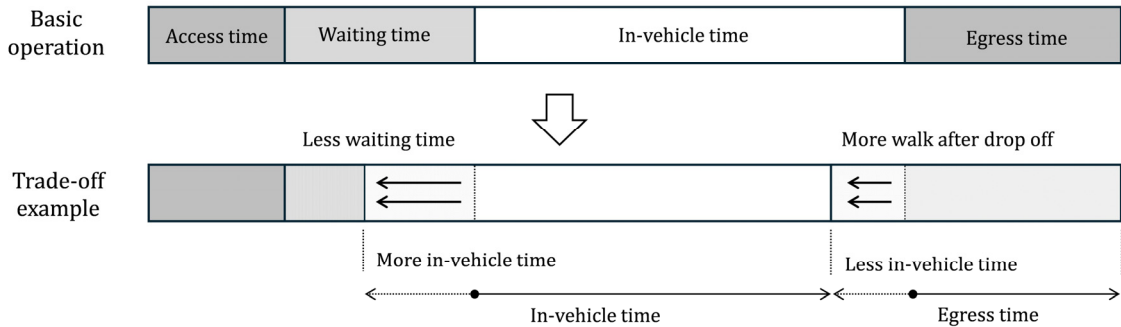 Basic
operation
Access time
Waiting time
In-vehicle time
Egress time
Less waiting time
More walk after drop off
Trade-off
example
More in-vehicle time
Less in-vehicle time
In-vehicle time
Egress time